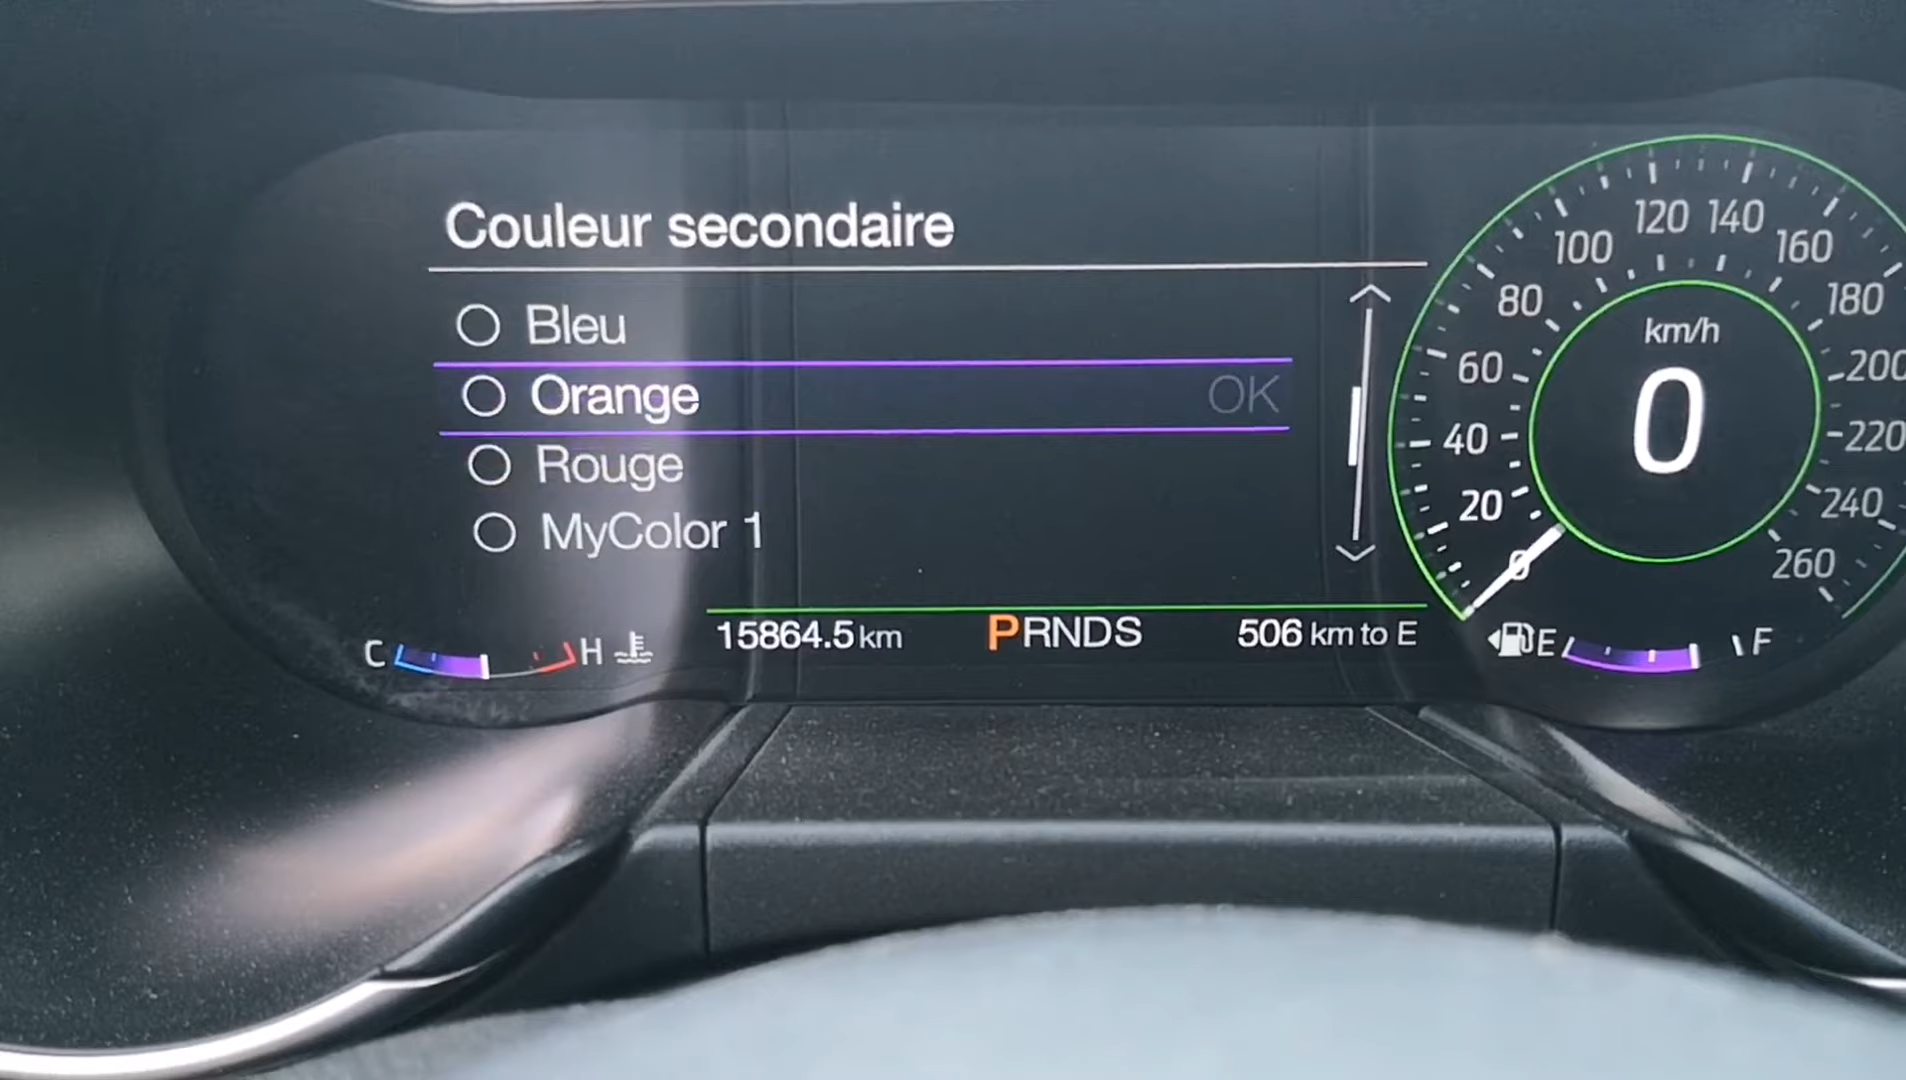 Couleur secondaire
Bleu
Orange OK
Rouge
MyColor 1
C H
15864.5 km PRNDS 506 km to E
E F
km/h
0
0
20
40
60
80
100
120
140
160
180
200
220
240
260